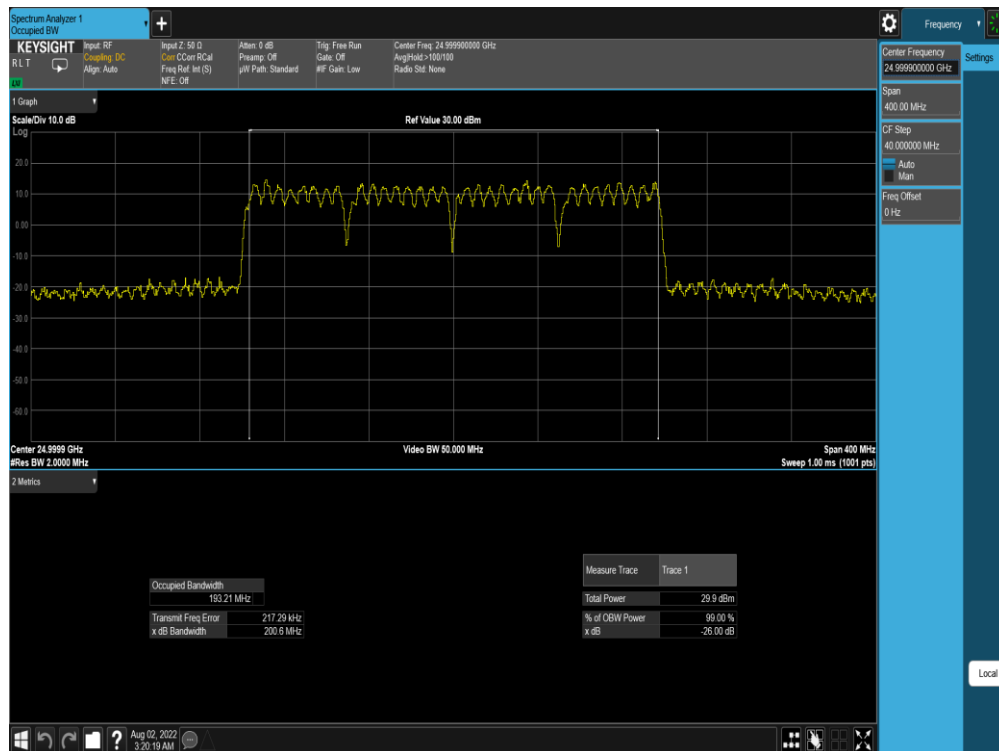 Spectrum Analyzer 1
Occupied BW
+
Frequency
KEYSIGHT
RLT
LXI
Input: RF
Coupling: DC
Align: Auto
Input Z: 50 Ω
Corr CCorr RCal
Freq Ref: Int (S)
NFE: Off
Atten: 0 dB
Preamp: Off
µW Path: Standard
Trig: Free Run
Gate: Off
#IF Gain: Low
Center Freq: 24.999900000 GHz
Avg|Hold:>100/100
Radio Std: None
Center Frequency
24.999900000 GHz
Settings
Span
400.00 MHz
CF Step
40.000000 MHz
Auto
Man
Freq Offset
0 Hz
1 Graph
Scale/Div 10.0 dB
Ref Value 30.00 dBm
Log
20.0
10.0
0.00
-10.0
-20.0
-30.0
-40.0
-50.0
-60.0
Center 24.9999 GHz
Video BW 50.000 MHz
Span 400 MHz
#Res BW 2.0000 MHz
Sweep 1.00 ms (1001 pts)
2 Metrics
Measure Trace
Trace 1
Occupied Bandwidth
193.21 MHz
Total Power
29.9 dBm
Transmit Freq Error
217.29 kHz
% of OBW Power
99.00 %
x dB Bandwidth
200.6 MHz
x dB
-26.00 dB
Local
?
Aug 02, 2022
3:20:19 AM